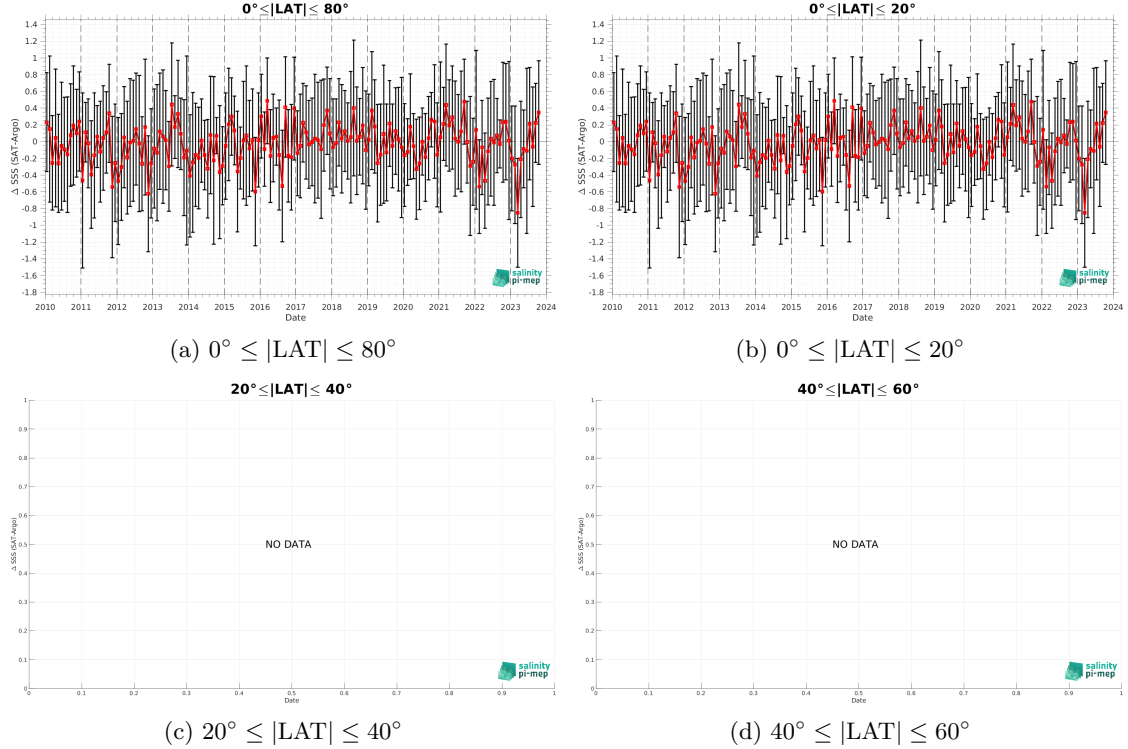 0°≤|LAT|≤ 80°
1.4
1.2
1
0.8
0.6
0.4
0.2
0
-0.2
-0.4
-0.6
-0.8
-1
-1.2
-1.4
-1.6
-1.8
Δ SSS (SAT-Argo)
2010 2011 2012 2013 2014 2015 2016 2017 2018 2019 2020 2021 2022 2023 2024
Date
salinity
pi-mep
(a) 0° ≤ |LAT| ≤ 80°
0°≤|LAT|≤ 20°
1.4
1.2
1
0.8
0.6
0.4
0.2
0
-0.2
-0.4
-0.6
-0.8
-1
-1.2
-1.4
-1.6
-1.8
Δ SSS (SAT-Argo)
2010 2011 2012 2013 2014 2015 2016 2017 2018 2019 2020 2021 2022 2023 2024
Date
salinity
pi-mep
(b) 0° ≤ |LAT| ≤ 20°
20°≤|LAT|≤ 40°
1
0.9
0.8
0.7
0.6
0.5
0.4
0.3
0.2
0.1
0
Δ SSS (SAT-Argo)
NO DATA
0 0.1 0.2 0.3 0.4 0.5 0.6 0.7 0.8 0.9 1
Date
salinity
pi-mep
(c) 20° ≤ |LAT| ≤ 40°
40°≤|LAT|≤ 60°
1
0.9
0.8
0.7
0.6
0.5
0.4
0.3
0.2
0.1
0
Δ SSS (SAT-Argo)
NO DATA
0 0.1 0.2 0.3 0.4 0.5 0.6 0.7 0.8 0.9 1
Date
salinity
pi-mep
(d) 40° ≤ |LAT| ≤ 60°